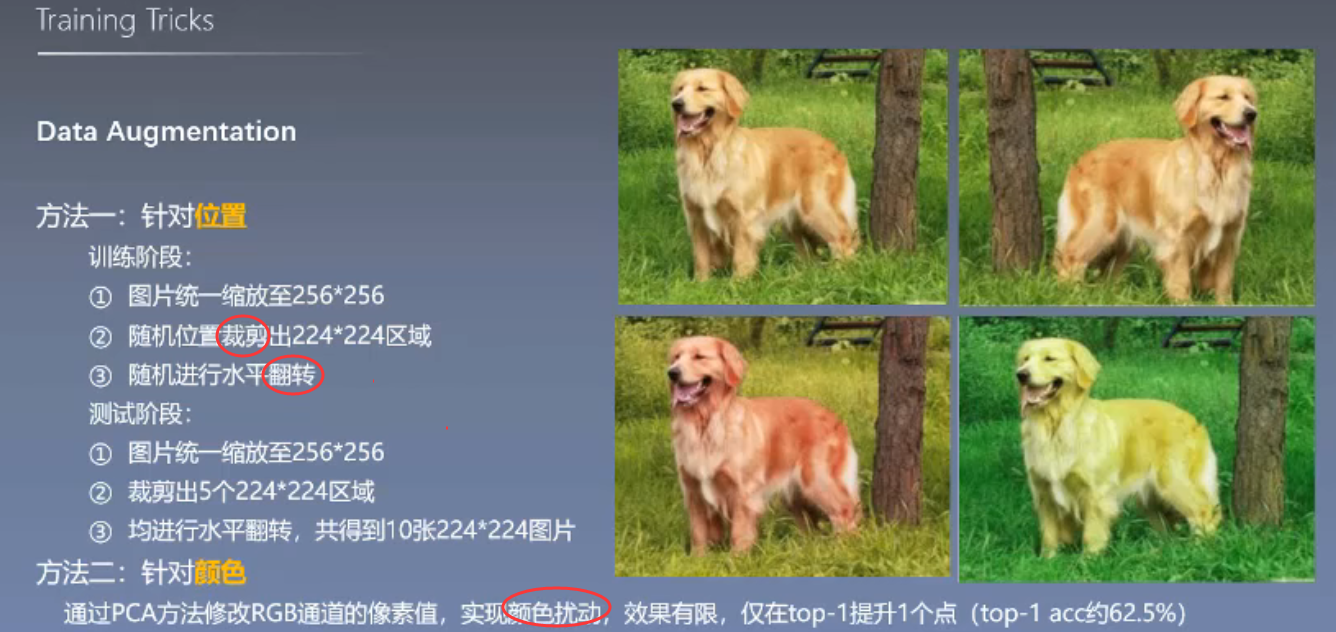 Training Tricks
Data Augmentation
方法一：针对位置
训练阶段：
① 图片统一缩放至256*256
② 随机位置裁剪出224*224区域
③ 随机进行水平翻转
测试阶段：
① 图片统一缩放至256*256
② 裁剪出5个224*224区域
③ 均进行水平翻转，共得到10张224*224图片
方法二：针对颜色
通过PCA方法修改RGB通道的像素值，实现颜色扰动，效果有限，仅在top-1提升1个点（top-1 acc约62.5%）